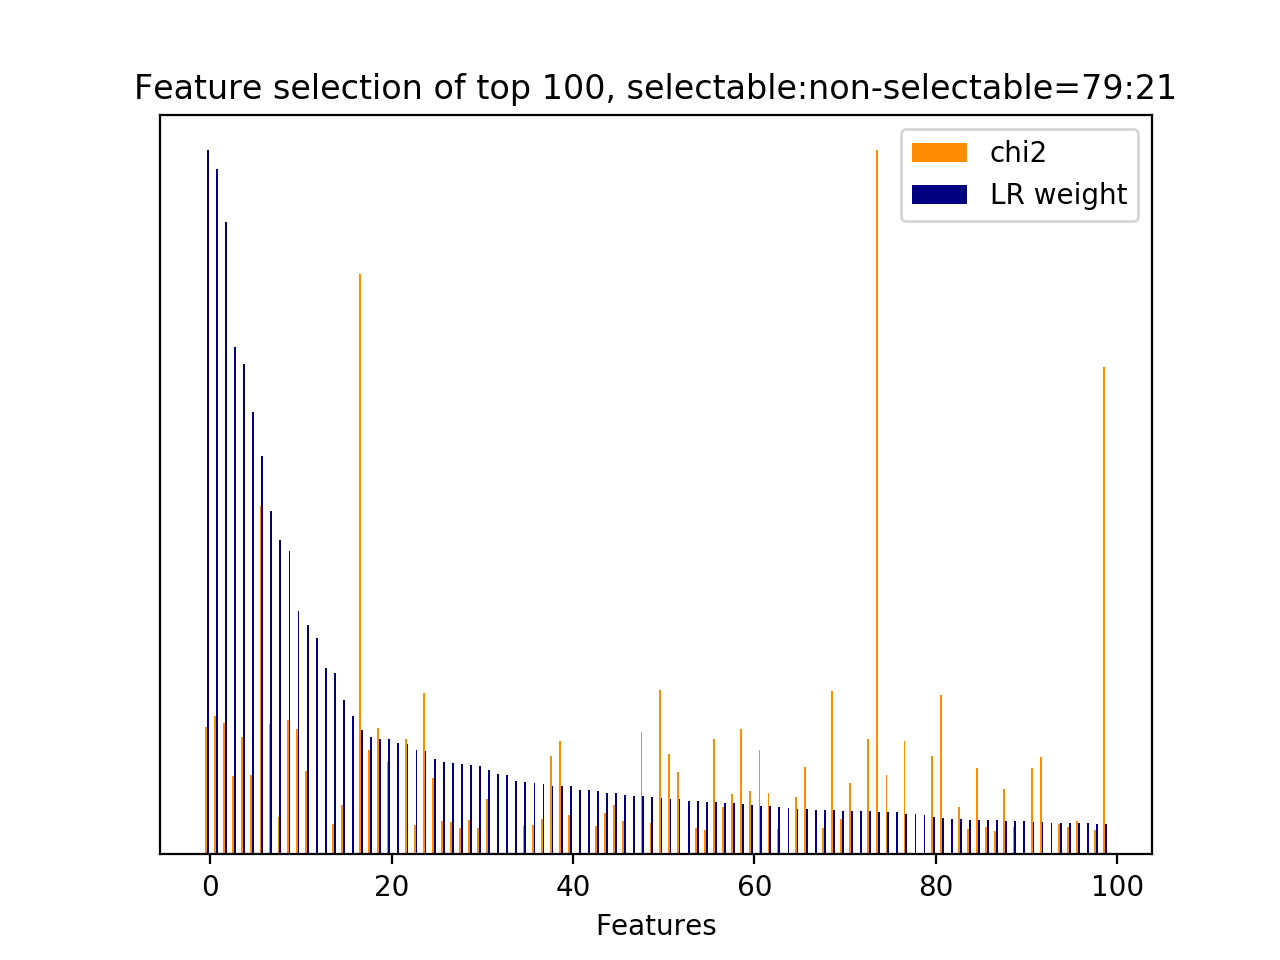 Feature selection of top 100, selectable:non-selectable=79:21
chi2
LR weight
0 20 40 60 80 100
Features